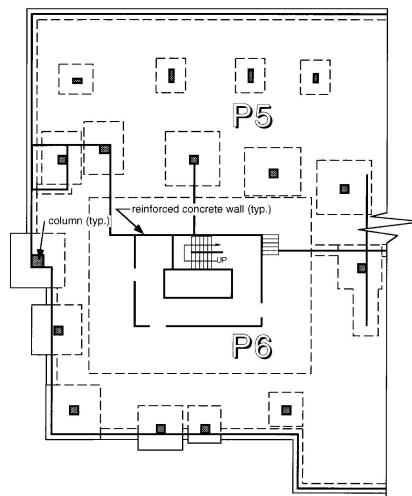 P5
reinforced concrete wall (typ.)
column (typ.)
UP
P6